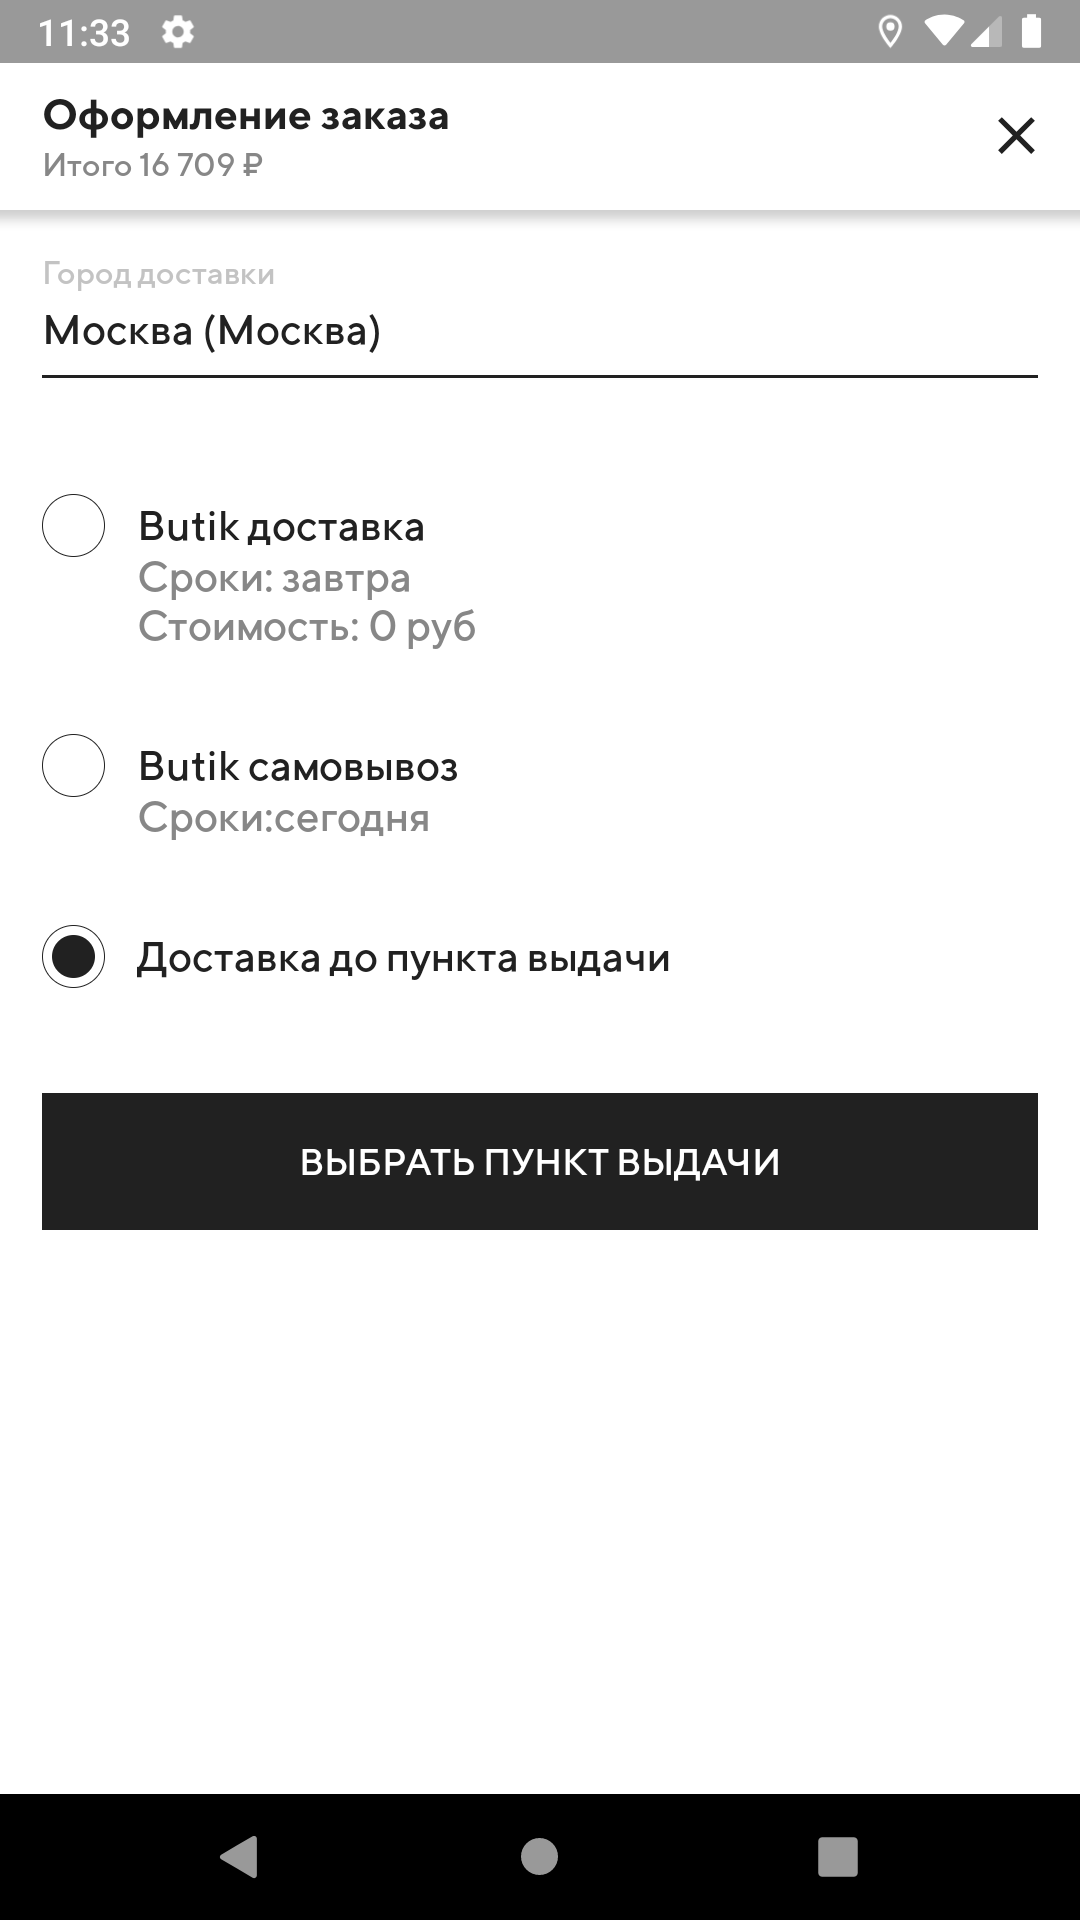 11:33
Оформление заказа
Итого 16 709 ₽
Город доставки
Москва (Москва)
Butik доставка
Сроки: завтра
Стоимость: 0 руб
Butik самовывоз
Сроки:сегодня
Доставка до пункта выдачи
ВЫБРАТЬ ПУНКТ ВЫДАЧИ